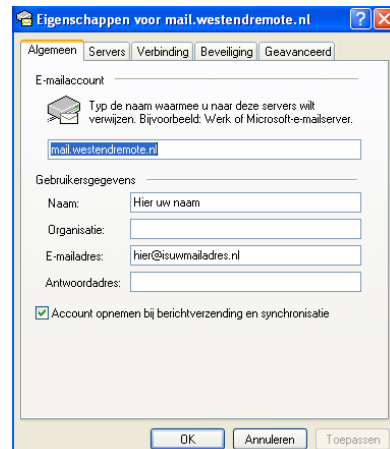 Eigenschappen voor mail.westendremote.nl
Algemeen Servers Verbinding Beveiliging Geavanceerd
E-mailaccount
Typ de naam waarmee u naar deze servers wilt
verwijzen. Bijvoorbeeld: Werk of Microsoft-e-mailserver.
mail.westendremote.nl
Gebruikersgegevens
Naam: Hier uw naam
Organisatie:
E-mailadres: hier@isuwmailadres.nl
Antwoordadres:
Account opnemen bij berichtverzending en synchronisatie
OK Annuleren Toepassen